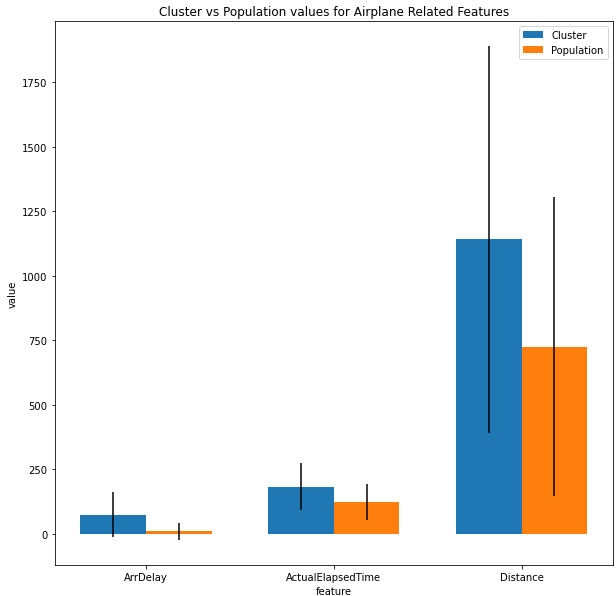 Cluster vs Population values for Airplane Related Features
Cluster
Population
value
1750
1500
1250
1000
750
500
250
0
ArrDelay
ActualElapsedTime
Distance
feature